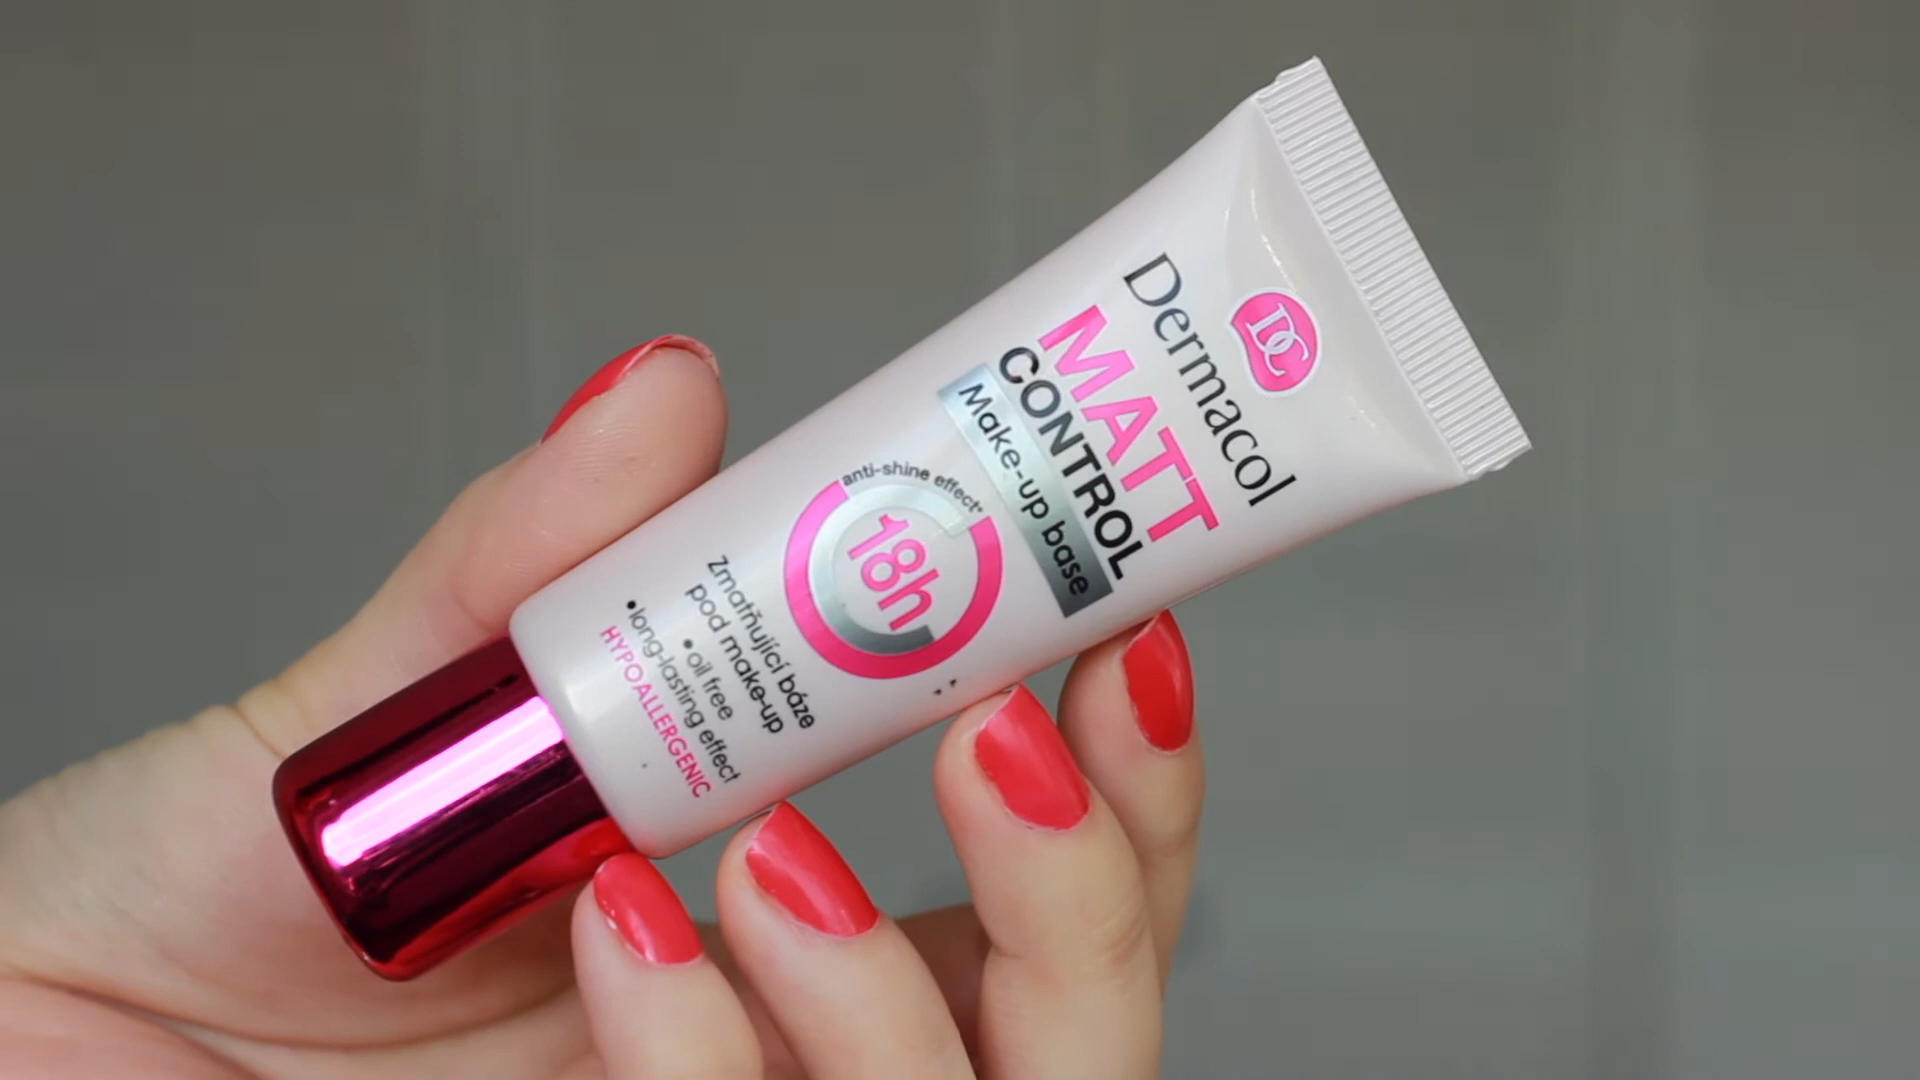 DC
Dermacol
MATT
CONTROL
Make-up base
anti-shine effect*
18h
Zmatňující báze
pod make-up
•oil free
•long-lasting effect
HYPOALLERGENIC